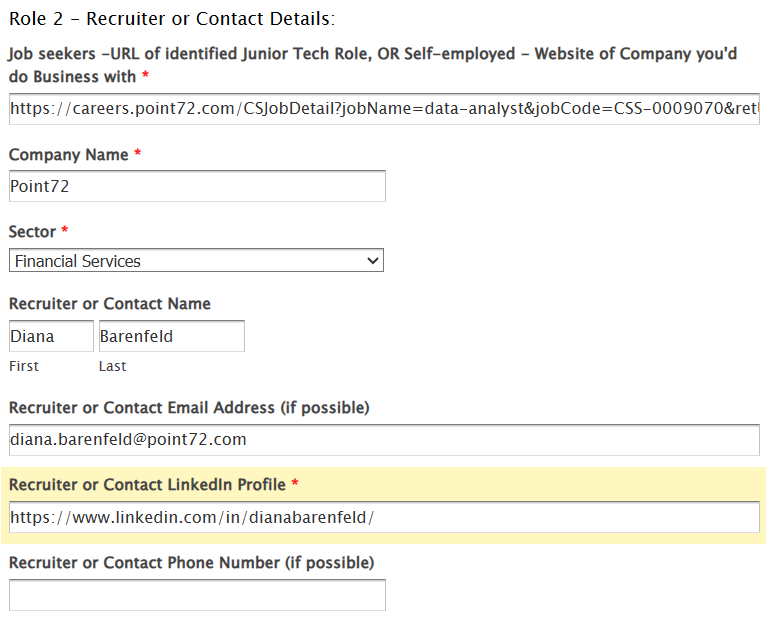 Role 2 - Recruiter or Contact Details:
Job seekers -URL of identified Junior Tech Role, OR Self-employed - Website of Company you'd
do Business with *
https://careers.point72.com/CSJobDetail?jobName=data-analyst&jobCode=CSS-0009070&ret
Company Name *
Point72
Sector *
Financial Services
Recruiter or Contact Name
Diana Barenfeld
First Last
Recruiter or Contact Email Address (if possible)
diana.barenfeld@point72.com
Recruiter or Contact LinkedIn Profile *
https://www.linkedin.com/in/dianabarenfeld/
Recruiter or Contact Phone Number (if possible)